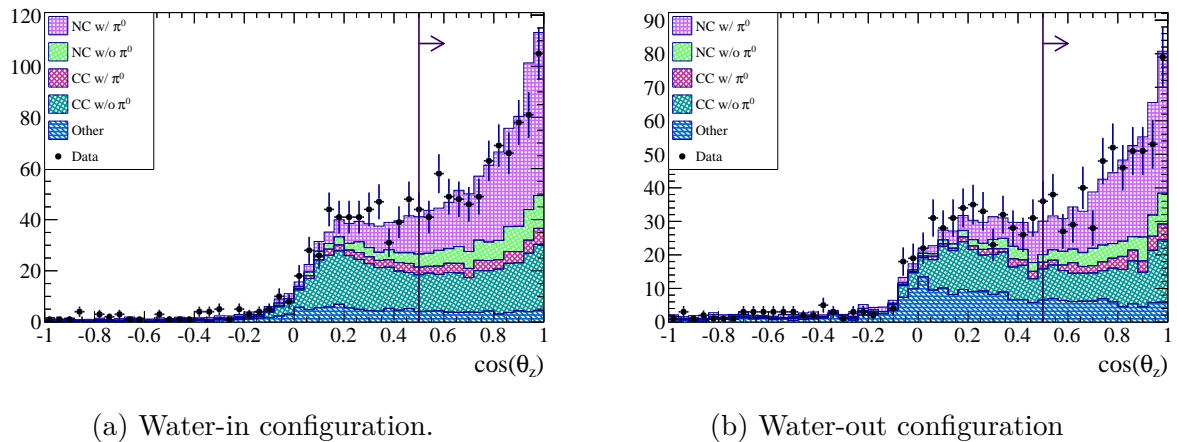 120
100
80
60
40
20
0
NC w/ π⁰
NC w/o π⁰
CC w/ π⁰
CC w/o π⁰
Other
Data
-1 -0.8 -0.6 -0.4 -0.2 0 0.2 0.4 0.6 0.8 1
cos(θz)
(a) Water-in configuration.
90
80
70
60
50
40
30
20
10
0
NC w/ π⁰
NC w/o π⁰
CC w/ π⁰
CC w/o π⁰
Other
Data
-1 -0.8 -0.6 -0.4 -0.2 0 0.2 0.4 0.6 0.8 1
cos(θz)
(b) Water-out configuration